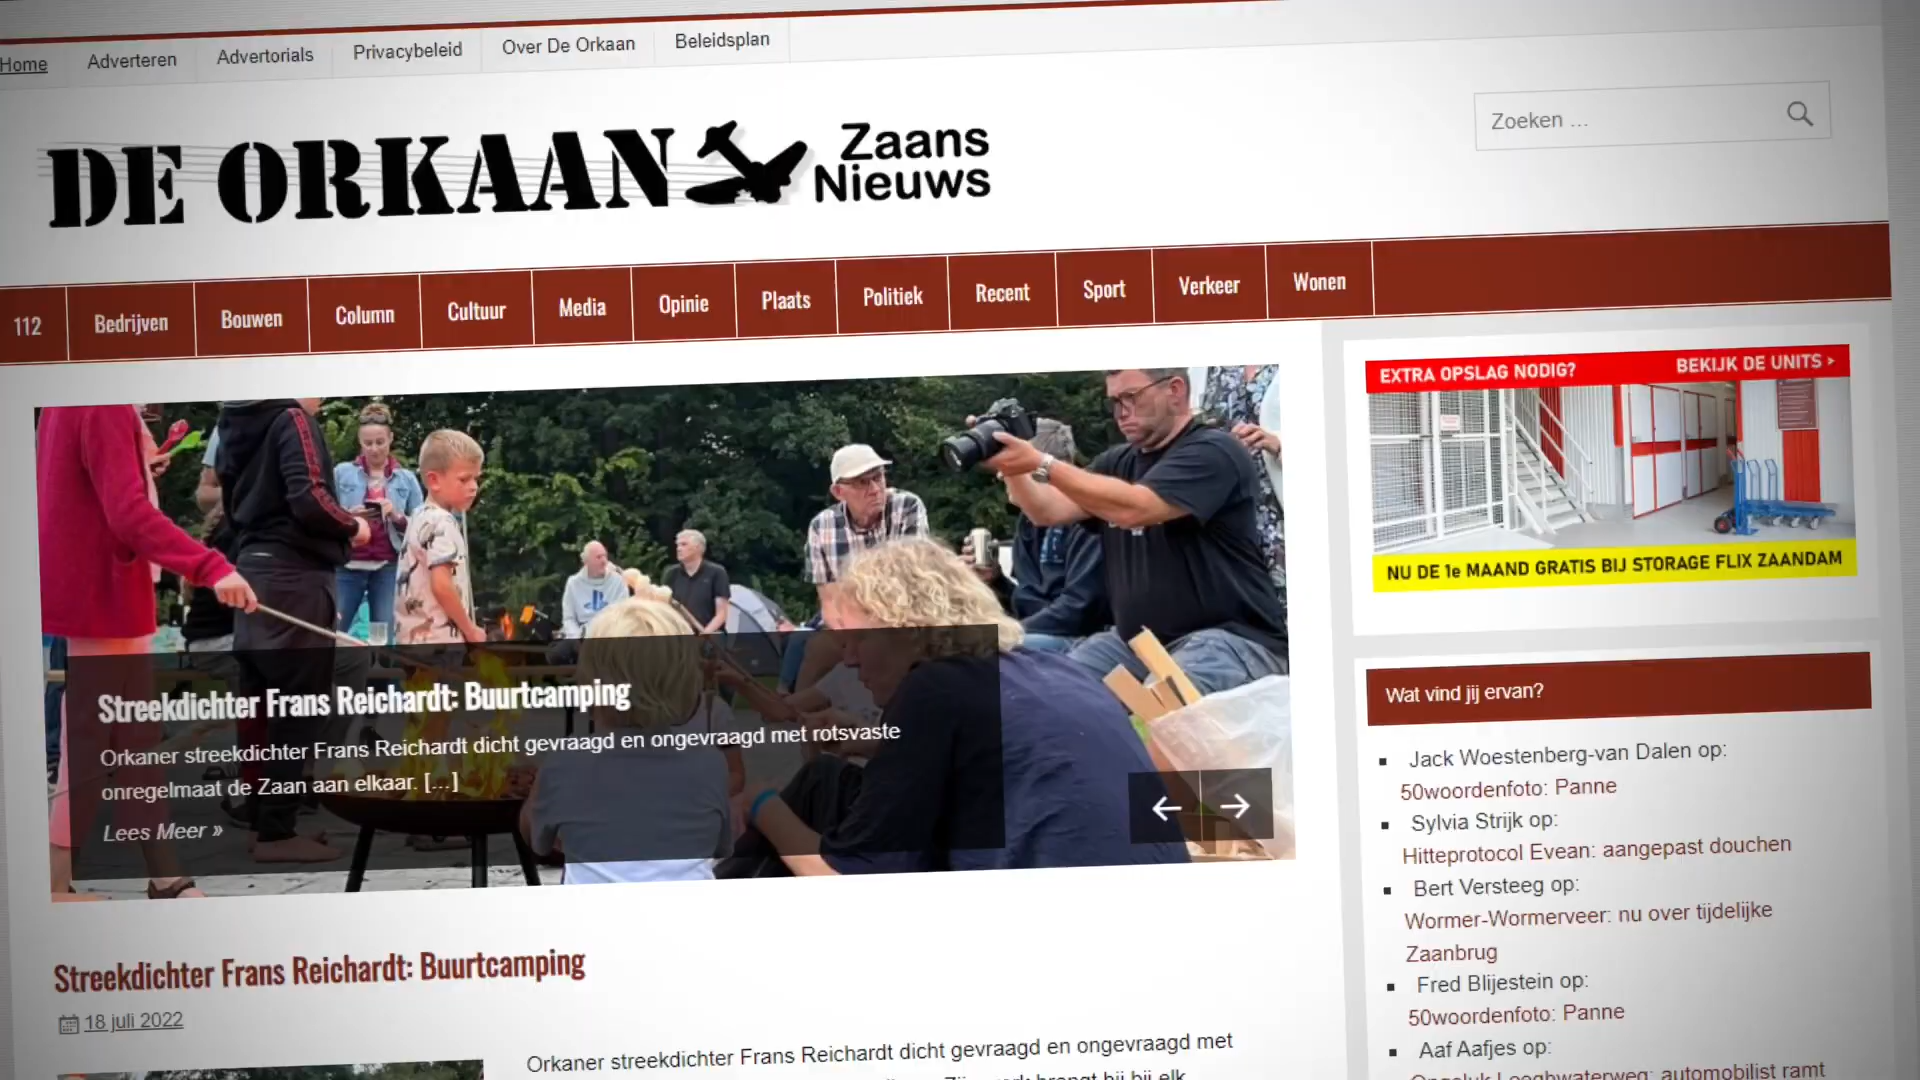 Home
Adverteren
Advertorials
Privacybeleid
Over De Orkaan
Beleidsplan
DE ORKAAN
Zaans
Nieuws
Zoeken ...
112
Bedrijven
Bouwen
Column
Cultuur
Media
Opinie
Plaats
Politiek
Recent
Sport
Verkeer
Wonen
Streekdichter Frans Reichardt: Buurtcamping
Orkaner streekdichter Frans Reichardt dicht gevraagd en ongevraagd met rotsvaste
onregelmaat de Zaan aan elkaar. [...]
Lees Meer »
Streekdichter Frans Reichardt: Buurtcamping
18 juli 2022
Orkaner streekdichter Frans Reichardt dicht gevraagd en ongevraagd met
EXTRA OPSLAG NODIG?
BEKIJK DE UNITS >
NU DE 1e MAAND GRATIS BIJ STORAGE FLIX ZAANDAM
Wat vind jij ervan?
Jack Woestenberg-van Dalen op:
50woordenfoto: Panne
Sylvia Strijk op:
Hitteprotocol Evean: aangepast douchen
Bert Versteeg op:
Wormer-Wormerveer: nu over tijdelijke
Zaanbrug
Fred Blijestein op:
50woordenfoto: Panne
Aaf Aafjes op:
automobilist ramt